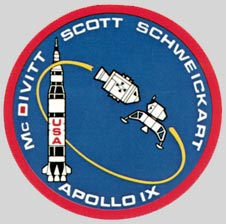 McDIVITT SCOTT SCHWEICKART
USA
APOLLO IX